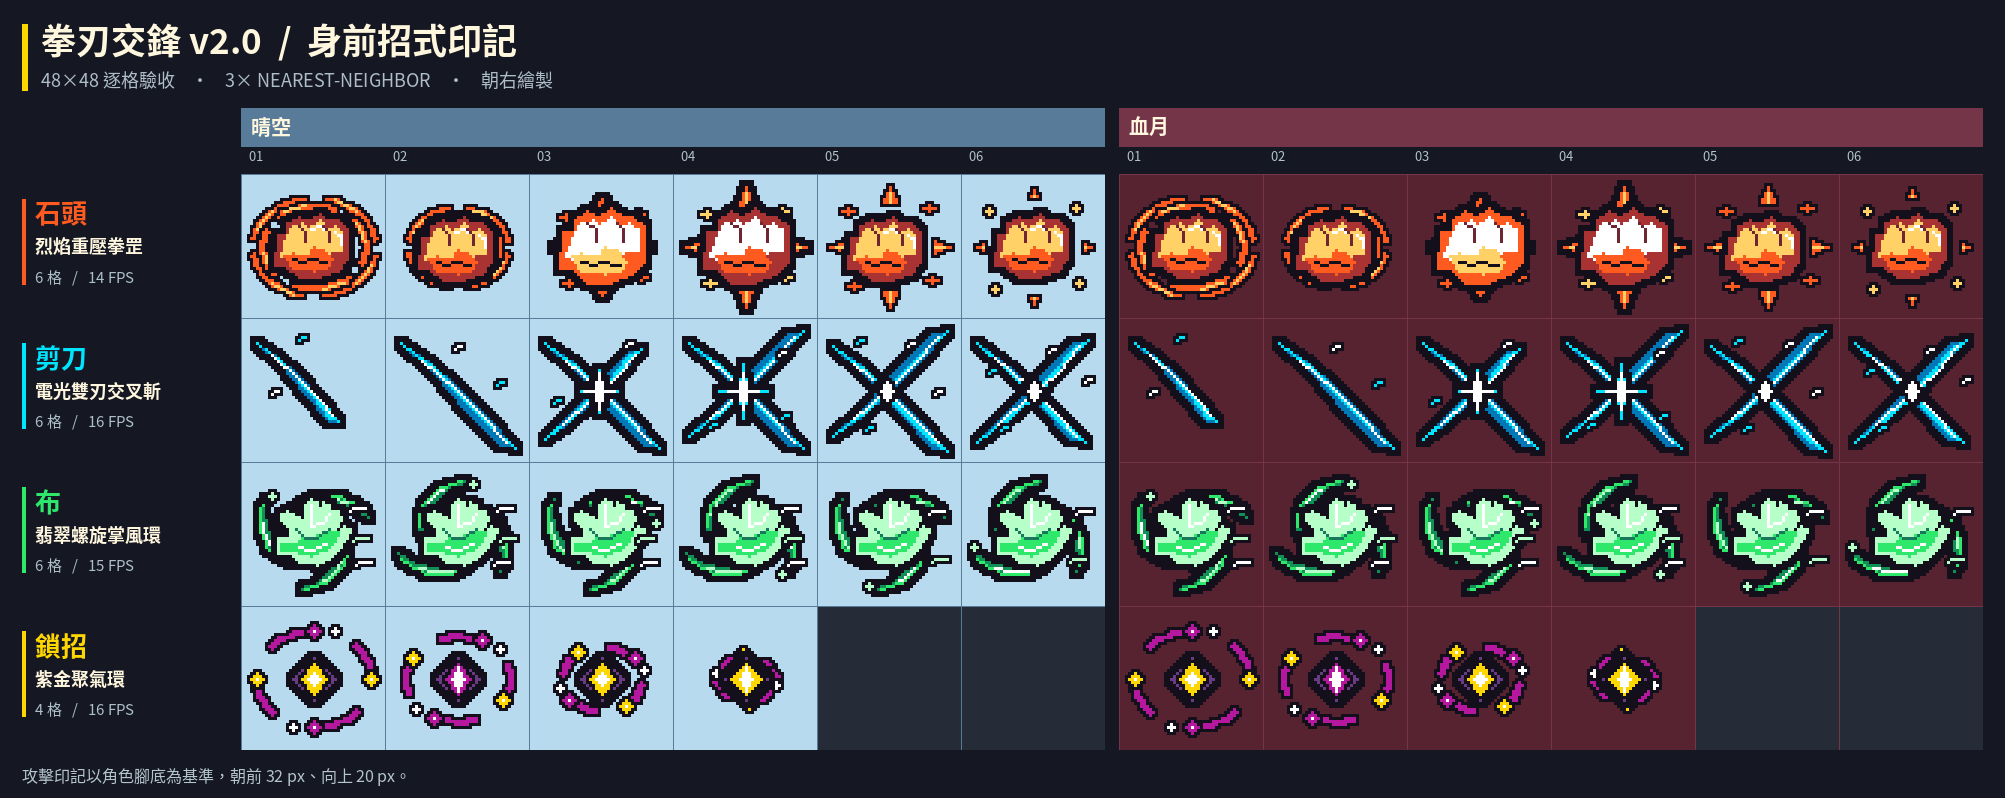 拳刃交鋒 v2.0 / 身前招式印記
48×48 逐格驗收 ・ 3× NEAREST-NEIGHBOR ・ 朝右繪製
晴空
血月
01 02 03 04 05 06
01 02 03 04 05 06
石頭
烈焰重壓拳罡
6 格 / 14 FPS
剪刀
電光雙刃交叉斬
6 格 / 16 FPS
布
翡翠螺旋掌風環
6 格 / 15 FPS
鎖招
紫金聚氣環
4 格 / 16 FPS
攻擊印記以角色腳底為基準，朝前 32 px、向上 20 px。